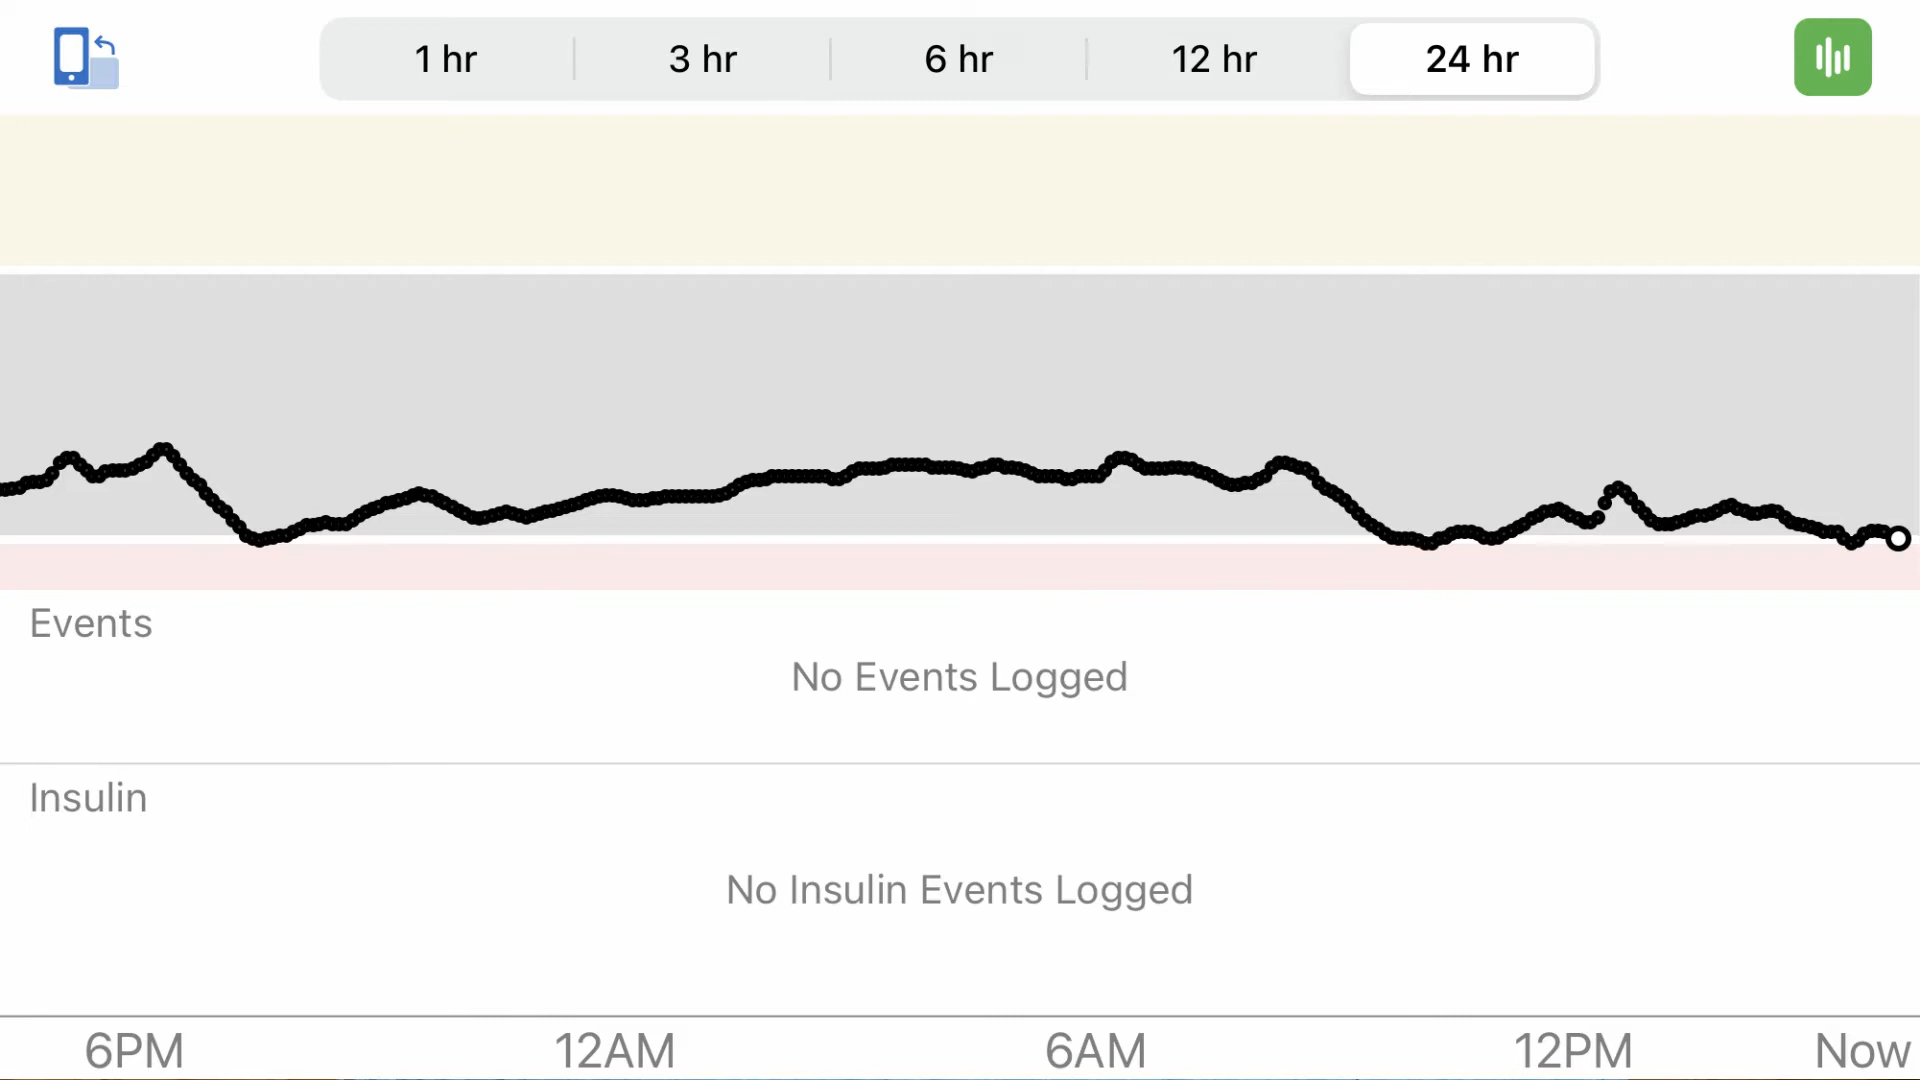 1 hr 3 hr 6 hr 12 hr 24 hr
Events
No Events Logged
Insulin
No Insulin Events Logged
6PM 12AM 6AM 12PM Now